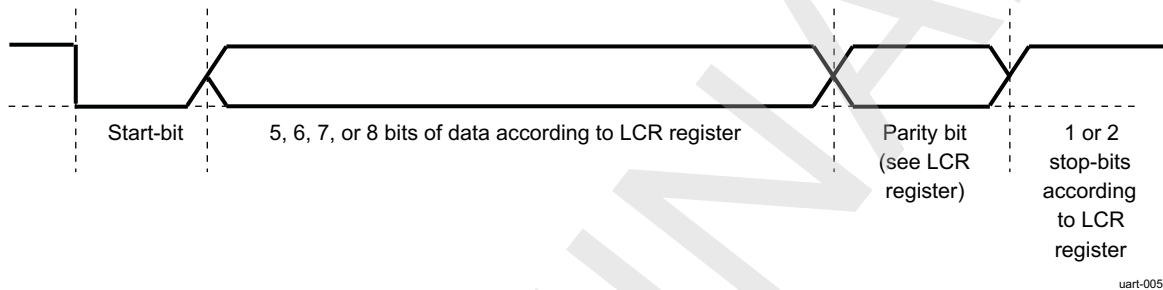 Start-bit
5, 6, 7, or 8 bits of data according to LCR register
Parity bit
(see LCR
register)
1 or 2
stop-bits
according
to LCR
register
uart-005